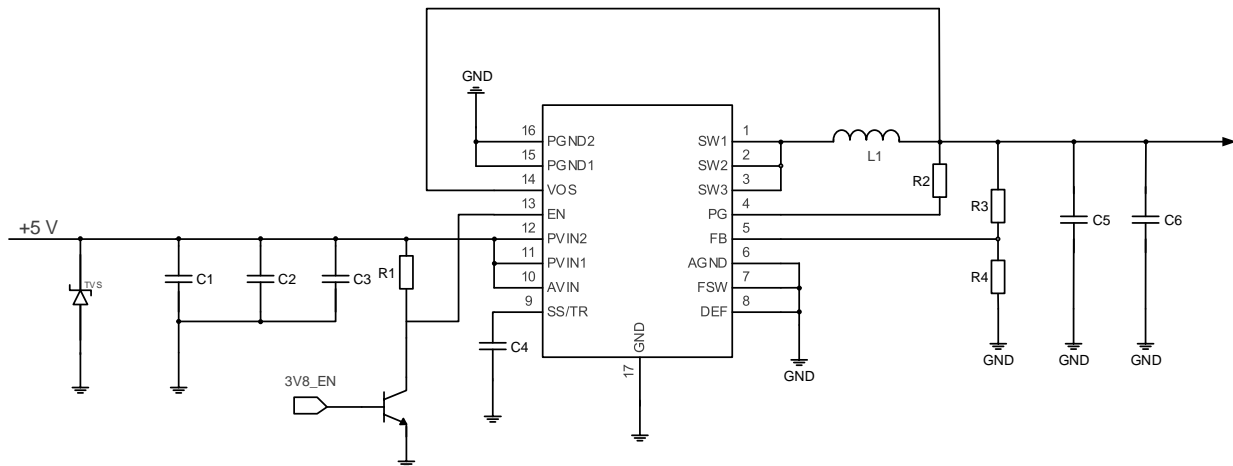 GND
16 PGND2 SW1 1
L1
15 PGND1 SW2 2
14 VOS SW3 3
R2
13 EN PG 4
R3
C5
C6
+5 V
12 PVIN2 FB 5
11 PVIN1 AGND 6
R1
C1
C2
C3
R4
TVS
10 AVIN FSW 7
9 SS/TR DEF 8
C4
GND
17
GND
GND
GND
GND
3V8_EN